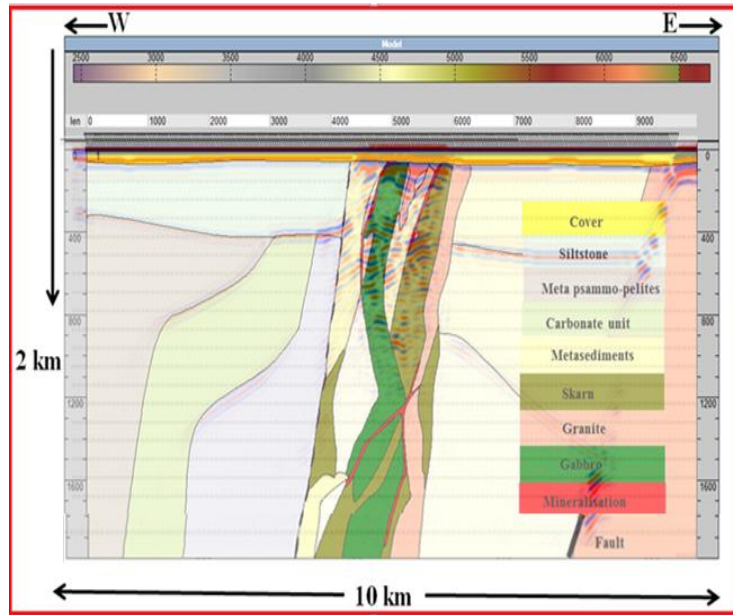 W E
Model
2500 3000 3500 4000 4500 5000 5500 6000 6500
len 0 1000 2000 3000 4000 5000 6000 7000 8000 9000
1
0 0
400 400
800 800
1200 1200
1600 1600
2 km
Cover
Siltstone
Meta psammo-pelites
Carbonate unit
Metasediments
Skarn
Granite
Gabbro
Mineralisation
Fault
10 km